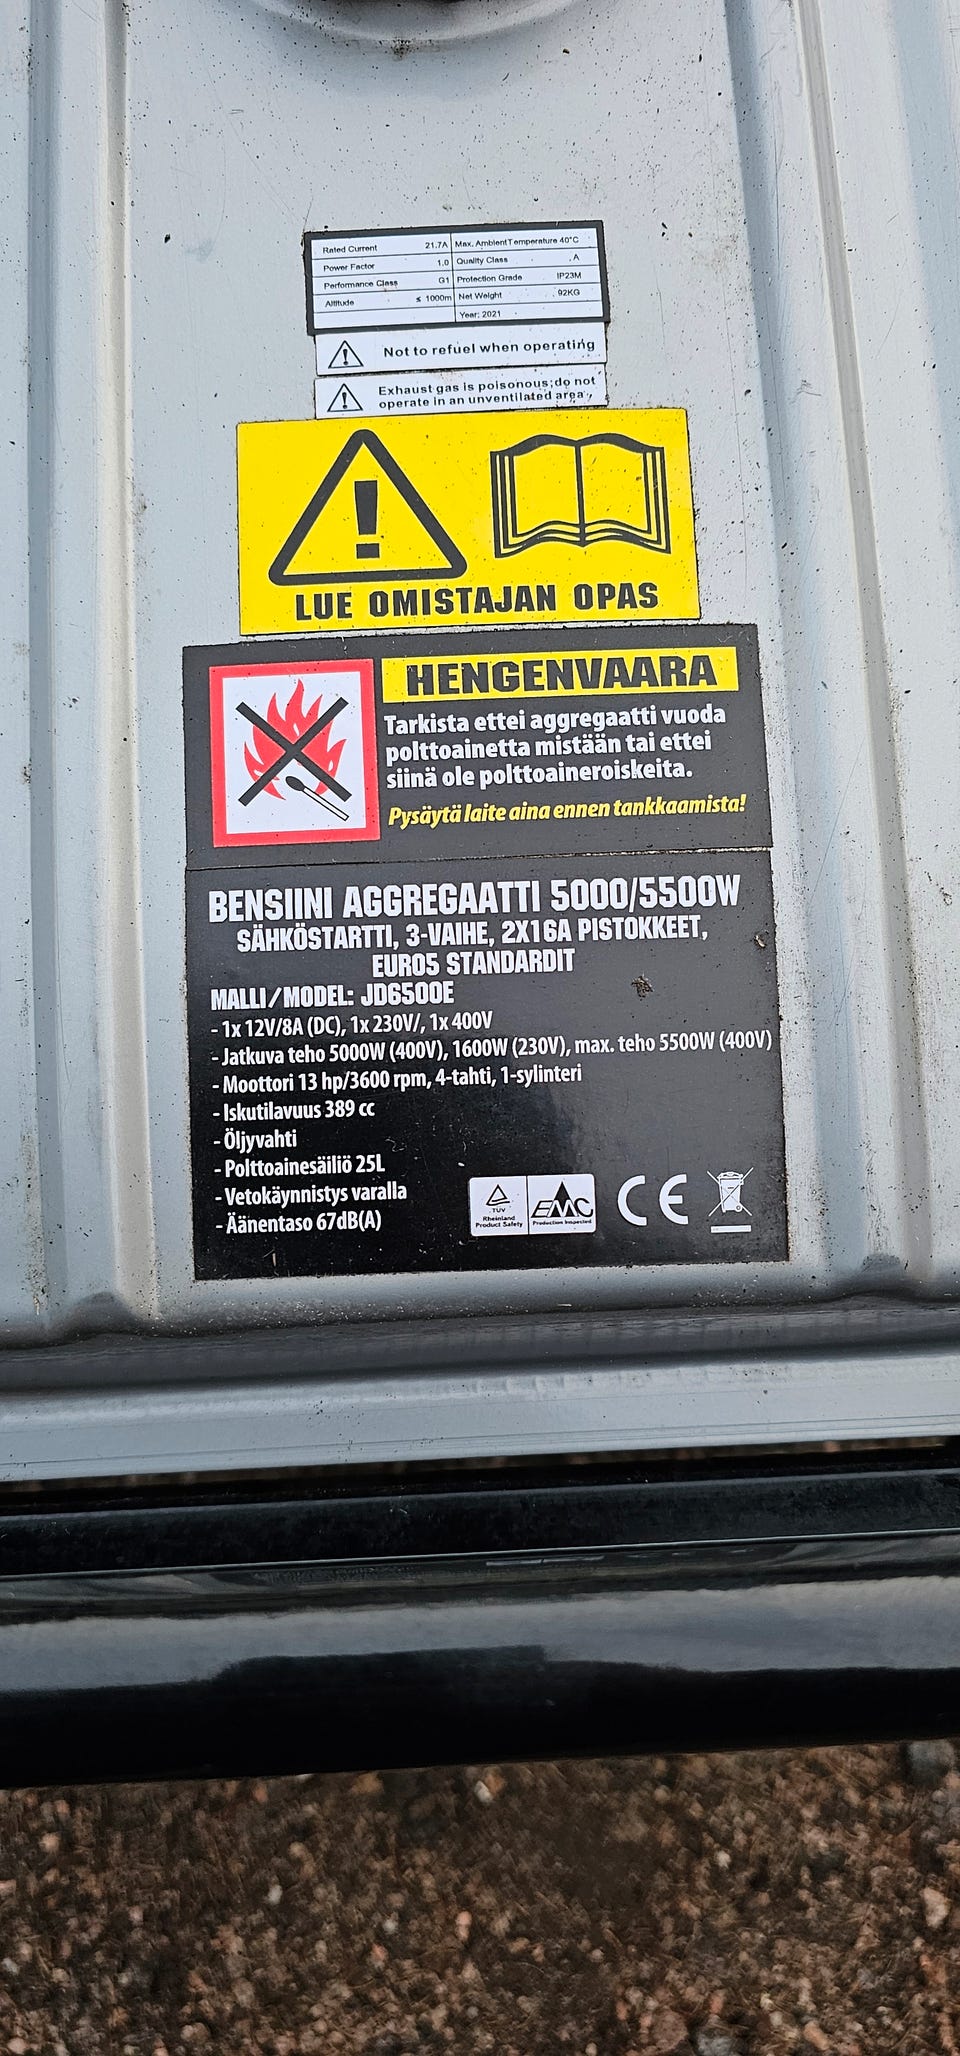 Rated Current 21.7A Max. Ambient Temperature 40°C
Power Factor 1.0 Quality Class A
Performance Class G1 Protection Grade IP23M
Altitude ≤ 1000m Net Weight 92KG
Year: 2021
Not to refuel when operating
Exhaust gas is poisonous;do not
operate in an unventilated area.
LUE OMISTAJAN OPAS
HENGENVAARA
Tarkista ettei aggregaatti vuoda
polttoainetta mistään tai ettei
siinä ole polttoaineroiskeita.
Pysäytä laite aina ennen tankkaamista!
BENSIINI AGGREGAATTI 5000/5500W
SÄHKÖSTARTTI, 3-VAIHE, 2X16A PISTOKKEET,
EURO5 STANDARDIT
MALLI/MODEL: JD6500E
- 1x 12V/8A (DC), 1x 230V/, 1x 400V
- Jatkuva teho 5000W (400V), 1600W (230V), max. teho 5500W (400V)
- Moottori 13 hp/3600 rpm, 4-tahti, 1-sylinteri
- Iskutilavuus 389 cc
- Öljyvahti
- Polttoainesäiliö 25L
- Vetokäynnistys varalla
- Äänentaso 67dB(A)
TÜV
Rheinland
Product Safety
EMC
Production Inspected
CE